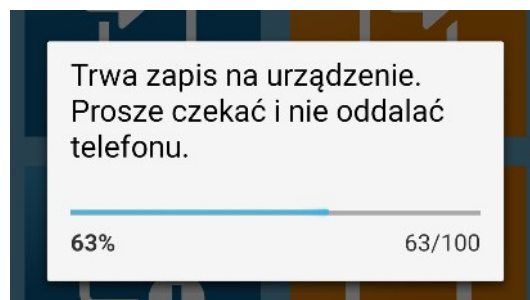 Trwa zapis na urządzenie.
Prosze czekać i nie oddalać
telefonu.
63% 63/100